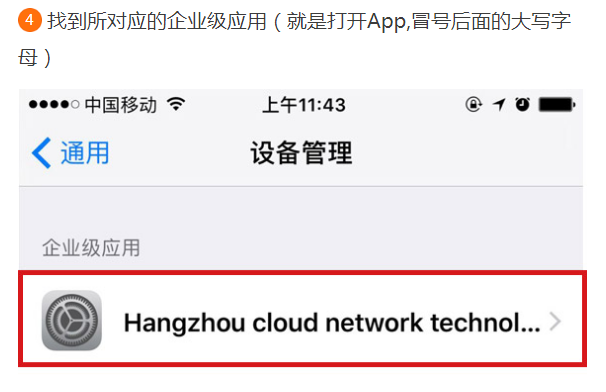 4 找到所对应的企业级应用（就是打开App,冒号后面的大写字
母）
中国移动 上午11:43
通用 设备管理
企业级应用
Hangzhou cloud network technol...